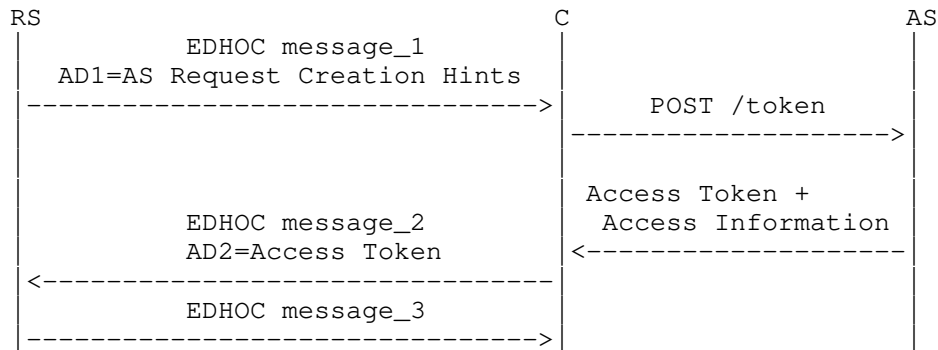 RS C AS
EDHOC message_1
AD1=AS Request Creation Hints
POST /token
Access Token +
EDHOC message_2 Access Information
AD2=Access Token
EDHOC message_3